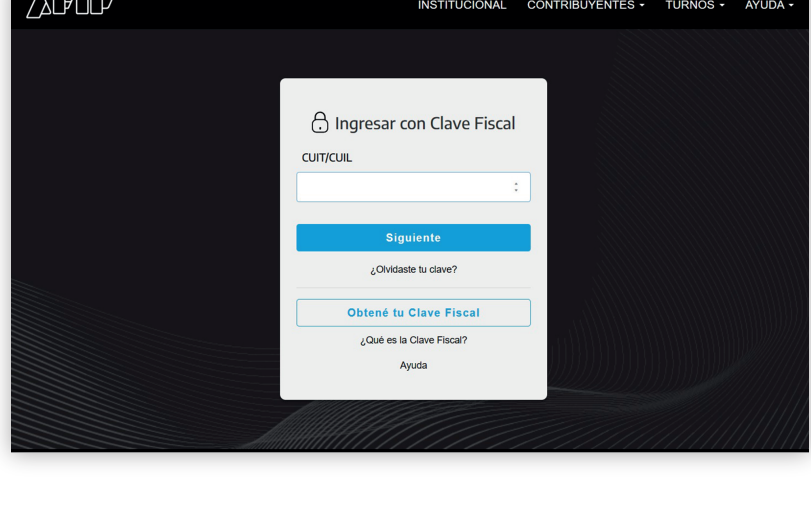 AFIP
INSTITUCIONAL CONTRIBUYENTES TURNOS AYUDA
Ingresar con Clave Fiscal
CUIT/CUIL
Siguiente
¿Olvidaste tu clave?
Obtené tu Clave Fiscal
¿Qué es la Clave Fiscal?
Ayuda